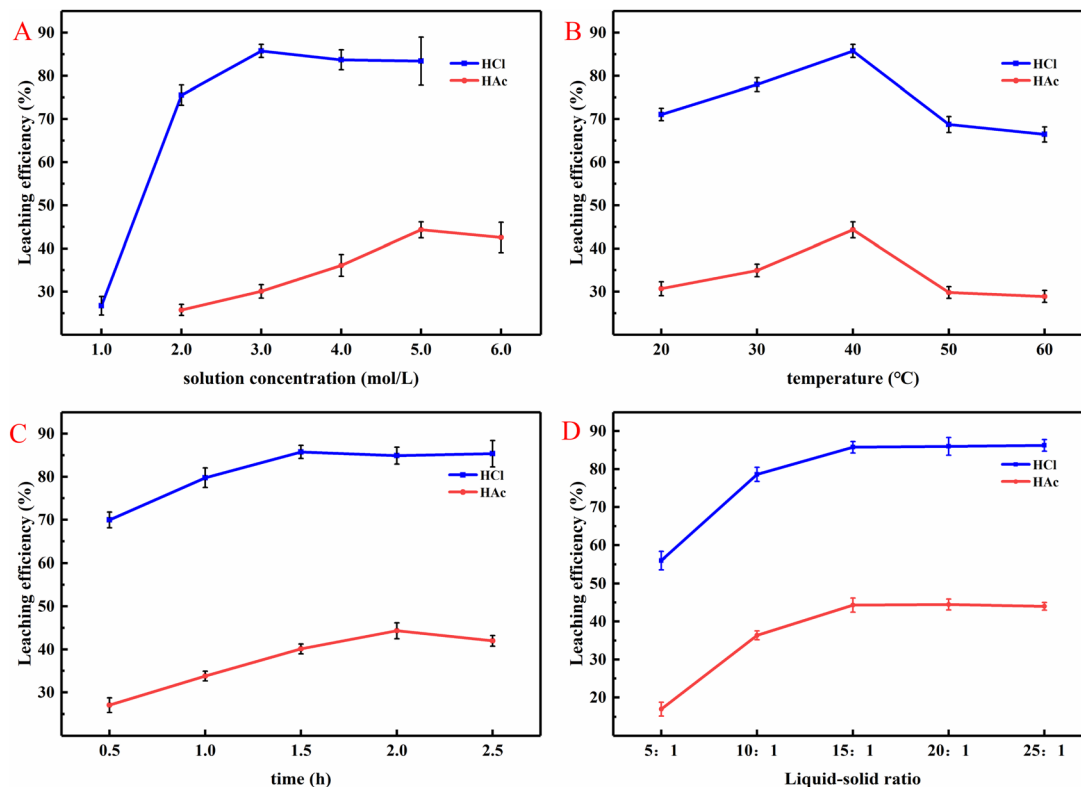 A
Leaching efficiency (%)
90
80
70
60
50
40
30
HCl
HAc
1.0 2.0 3.0 4.0 5.0 6.0
solution concentration (mol/L)
B
Leaching efficiency (%)
90
80
70
60
50
40
30
HCl
HAc
20 30 40 50 60
temperature (℃)
C
Leaching efficiency (%)
90
80
70
60
50
40
30
HCl
HAc
0.5 1.0 1.5 2.0 2.5
time (h)
D
Leaching efficiency (%)
90
80
70
60
50
40
30
20
HCl
HAc
5：1 10：1 15：1 20：1 25：1
Liquid-solid ratio